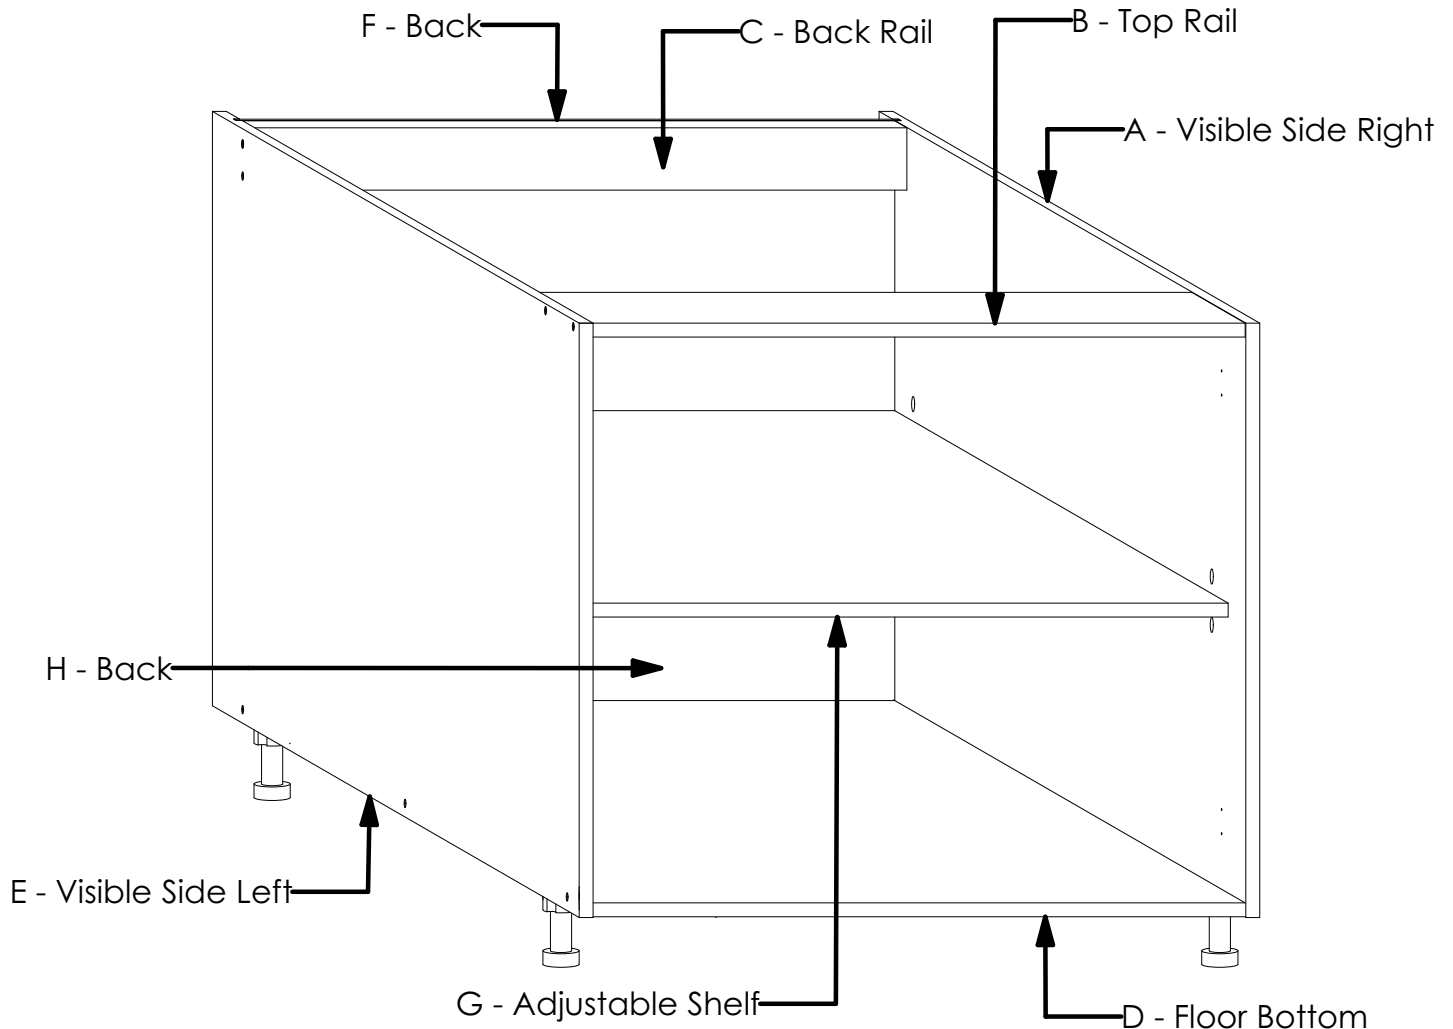 F - Back
C - Back Rail
B - Top Rail
A - Visible Side Right
H - Back
E - Visible Side Left
G - Adjustable Shelf
D - Floor Bottom